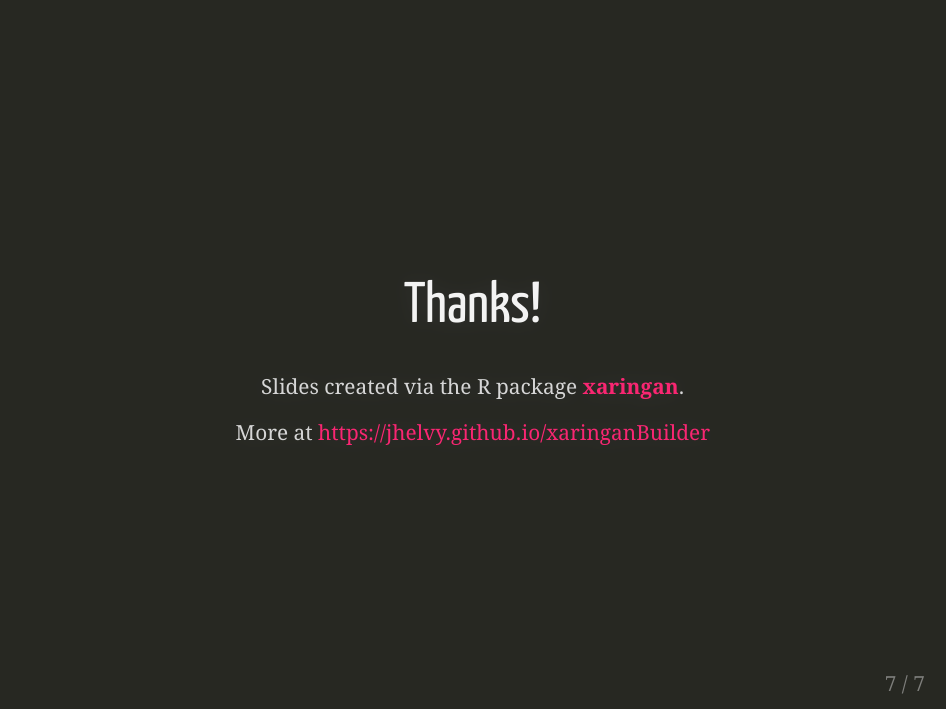 Thanks!
Slides created via the R package xaringan.
More at https://jhelvy.github.io/xaringanBuilder
7 / 7